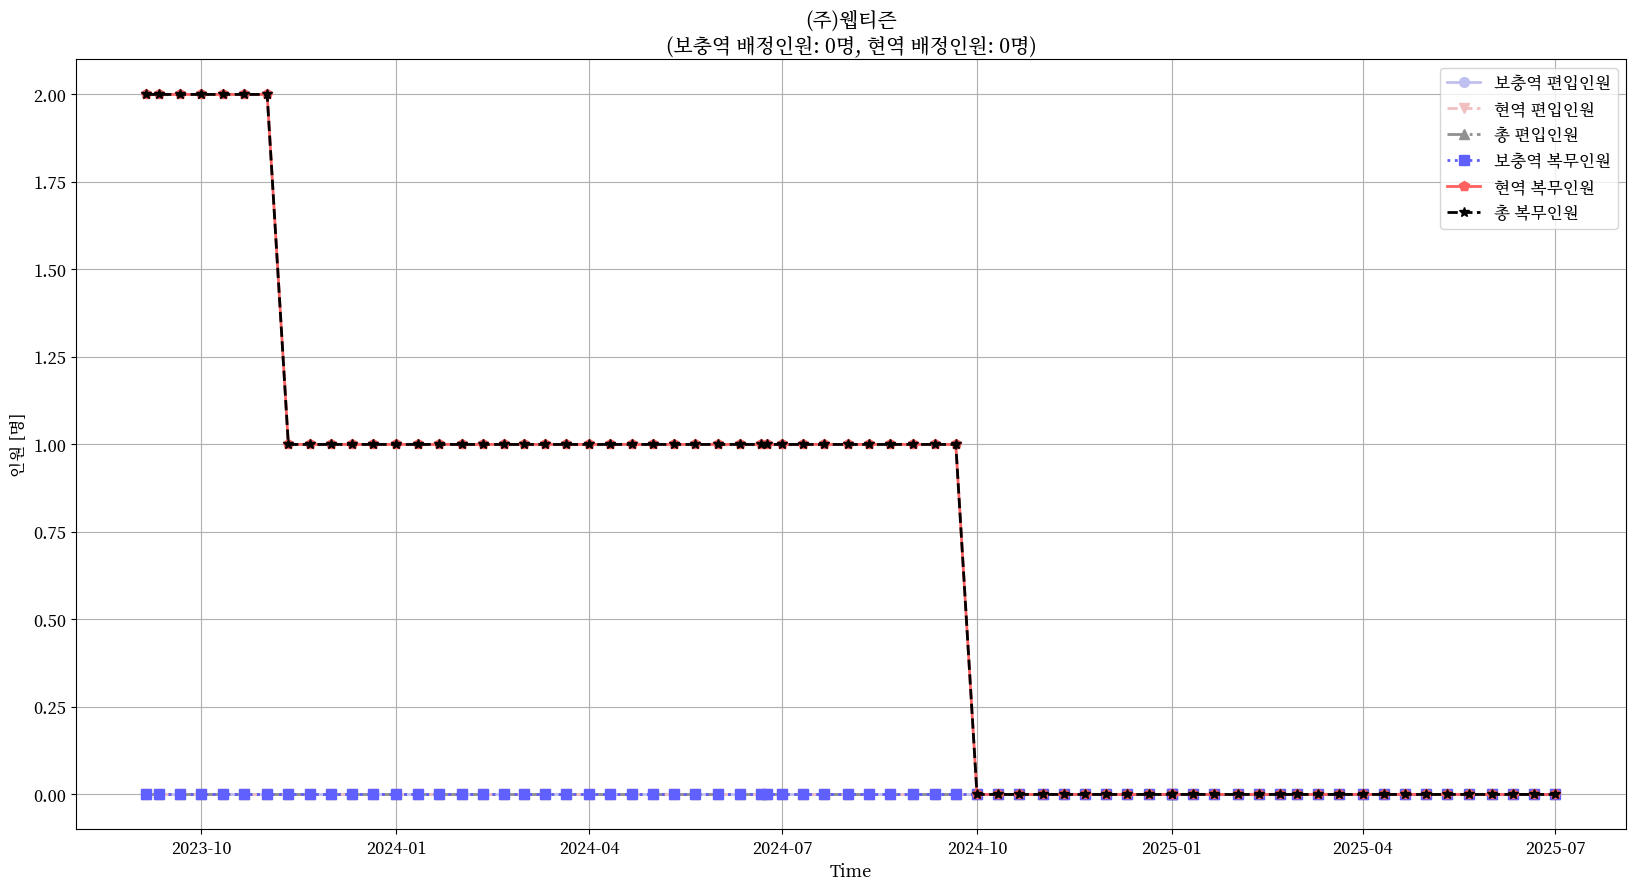 (주)웹티즌
(보충역 배정인원: 0명, 현역 배정인원: 0명)
보충역 편입인원
현역 편입인원
총 편입인원
보충역 복무인원
현역 복무인원
총 복무인원
인원 [명]
2.00
1.75
1.50
1.25
1.00
0.75
0.50
0.25
0.00
2023-10
2024-01
2024-04
2024-07
2024-10
2025-01
2025-04
2025-07
Time